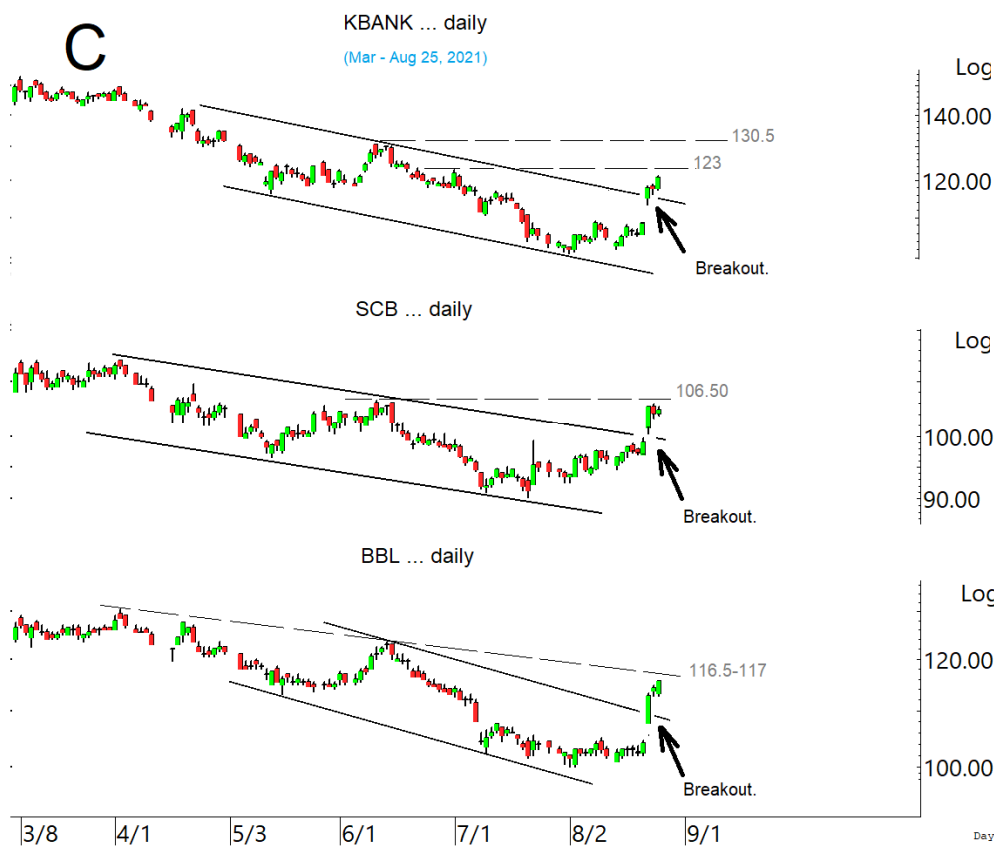 C
KBANK ... daily
(Mar - Aug 25, 2021)
Log
140.00
130.5
123
120.00
Breakout.
SCB ... daily
Log
106.50
100.00
90.00
Breakout.
BBL ... daily
Log
120.00
116.5-117
100.00
Breakout.
3/8 4/1 5/3 6/1 7/1 8/2 9/1
Day